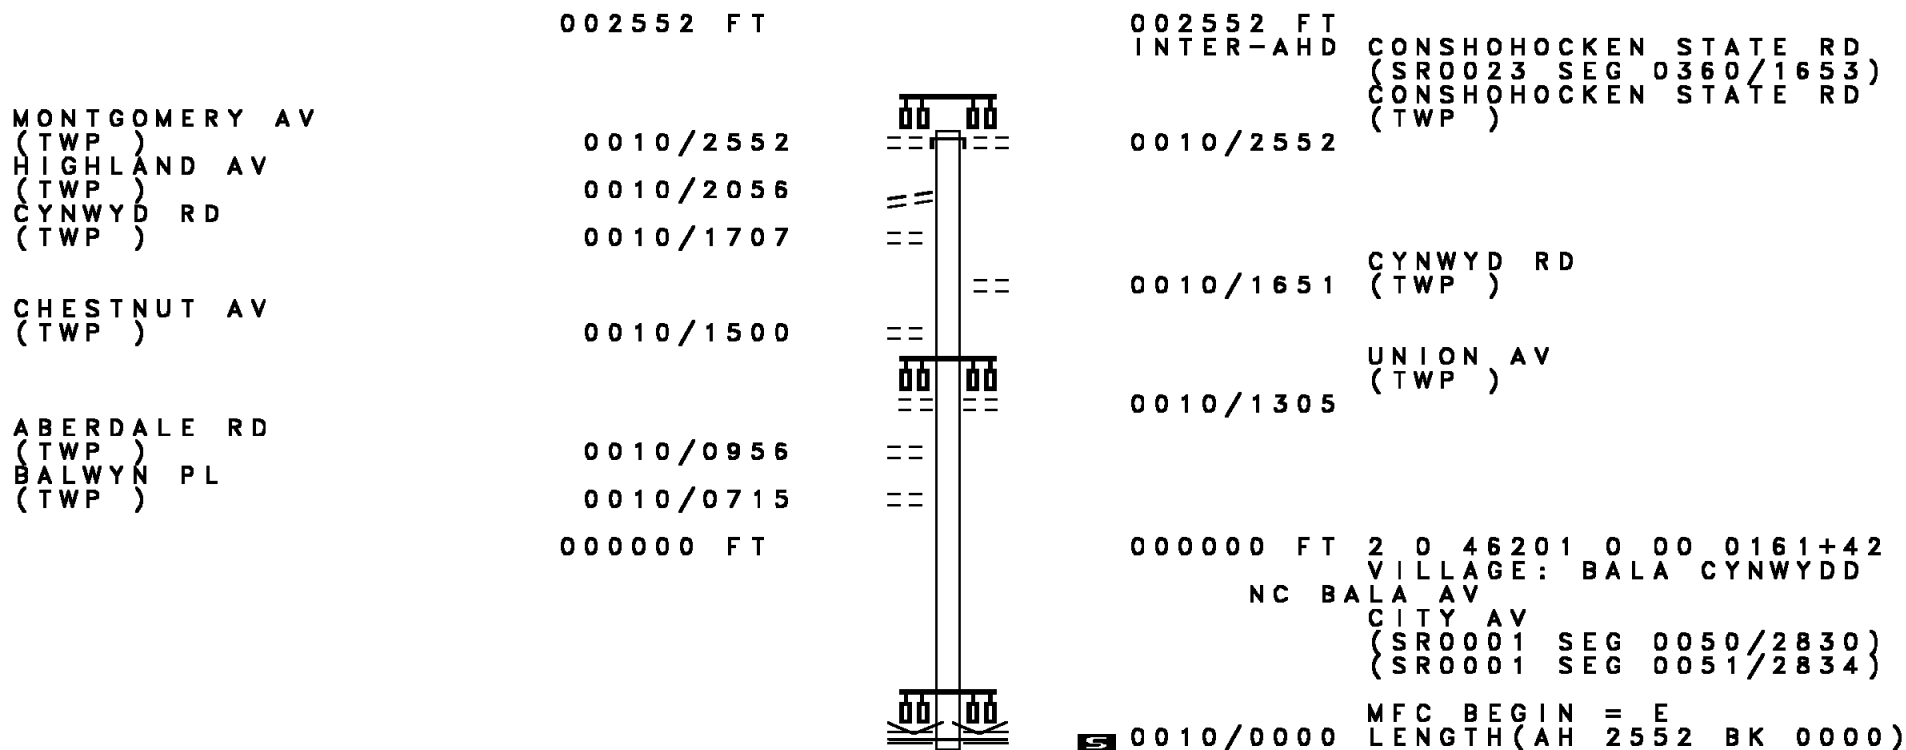 002552 FT 002552 FT
INTER-AHD CONSHOHOCKEN STATE RD
(SR0023 SEG 0360/1653)
CONSHOHOCKEN STATE RD
MONTGOMERY AV (TWP )
(TWP ) 0010/2552 0010/2552
HIGHLAND AV
(TWP ) 0010/2056
CYNWYD RD
(TWP ) 0010/1707
CYNWYD RD
0010/1651 (TWP )
CHESTNUT AV
(TWP ) 0010/1500
UNION AV
(TWP )
0010/1305
ABERDALE RD
(TWP ) 0010/0956
BALWYN PL
(TWP ) 0010/0715
000000 FT 000000 FT 2 0 46201 0 00 0161+42
VILLAGE: BALA CYNWYDD
NC BALA AV
CITY AV
(SR0001 SEG 0050/2830)
(SR0001 SEG 0051/2834)
MFC BEGIN = E
S 0010/0000 LENGTH(AH 2552 BK 0000)